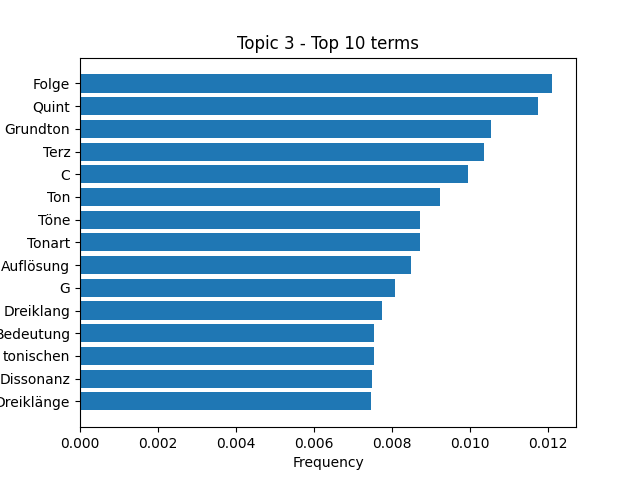 Topic 3 - Top 10 terms
Folge
Quint
Grundton
Terz
C
Ton
Töne
Tonart
Auflösung
G
Dreiklang
Bedeutung
tonischen
Dissonanz
Dreiklänge
0.000 0.002 0.004 0.006 0.008 0.010 0.012
Frequency